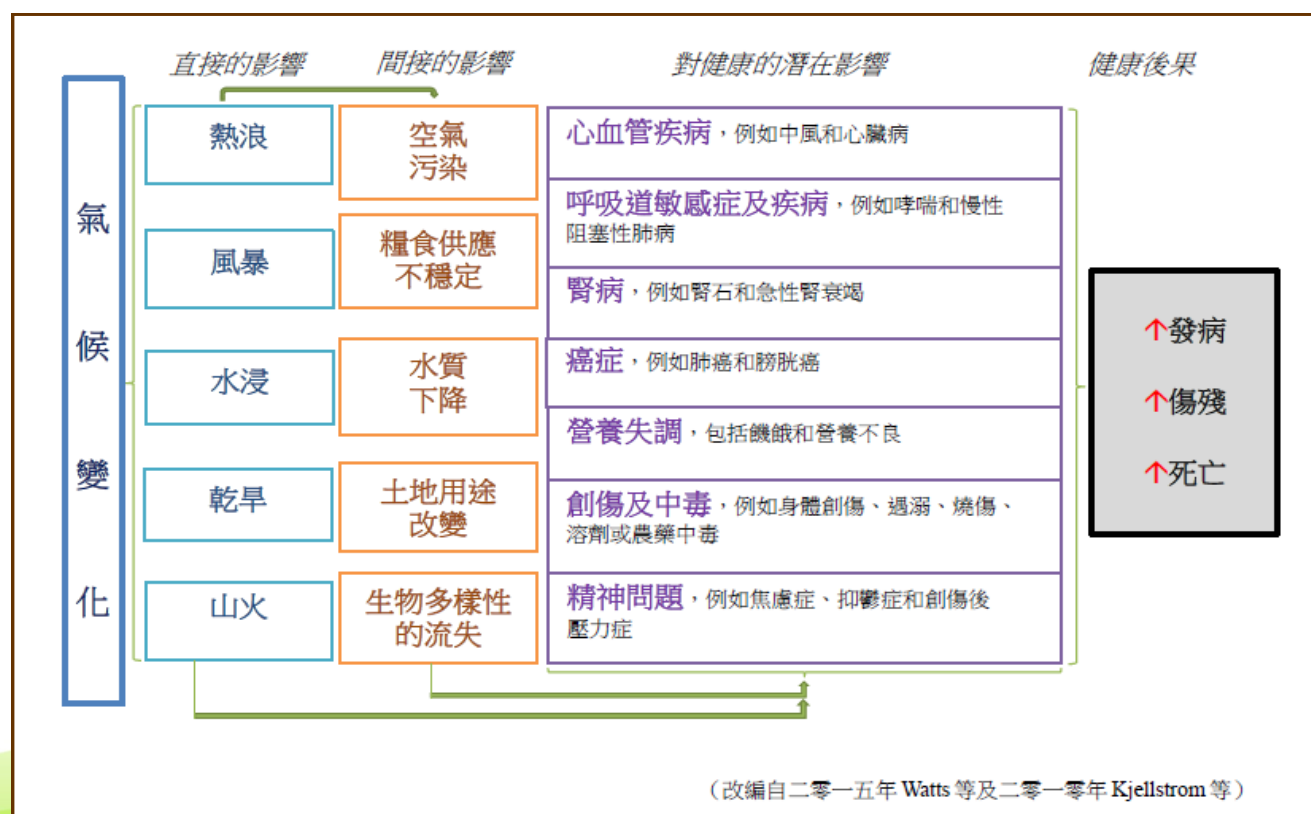 直接的影響
間接的影響
對健康的潛在影響
健康後果
氣
候
變
化
熱浪
風暴
水浸
乾旱
山火
空氣
污染
糧食供應
不穩定
水質
下降
土地用途
改變
生物多樣性
的流失
心血管疾病,例如中風和心臟病
呼吸道敏感症及疾病,例如哮喘和慢性
阻塞性肺病
腎病,例如腎石和急性腎衰竭
癌症,例如肺癌和膀胱癌
營養失調,包括饑餓和營養不良
創傷及中毒,例如身體創傷、遇溺、燒傷、
溶劑或農藥中毒
精神問題,例如焦慮症、抑鬱症和創傷後
壓力症
↑發病
↑傷殘
↑死亡
(改編自二零一五年 Watts 等及二零一零年 Kjellstrom 等)